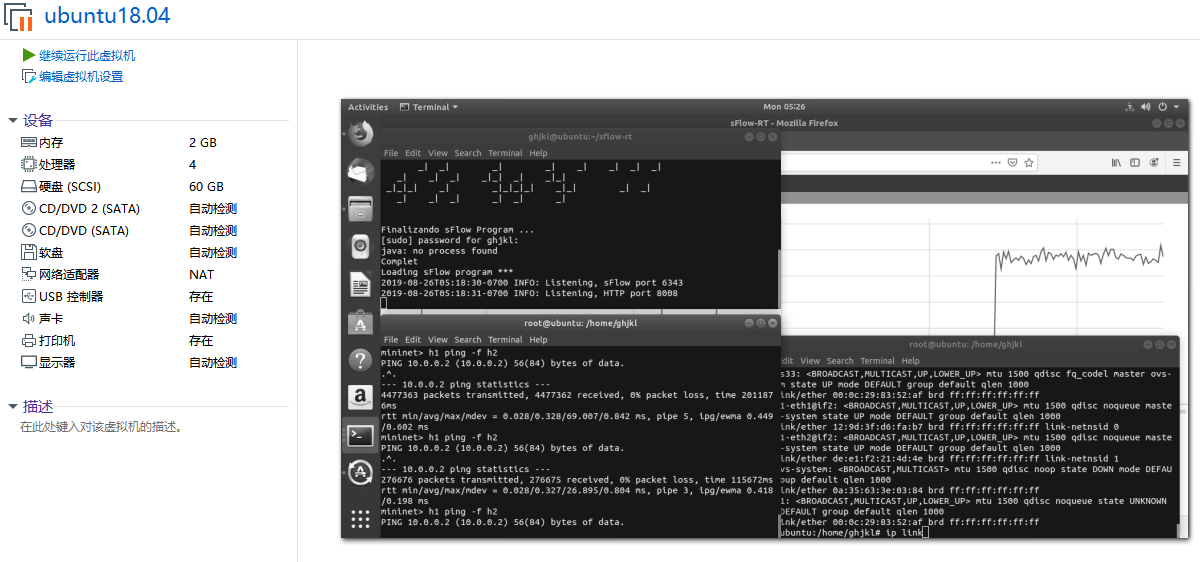 ubuntu18.04
继续运行此虚拟机
编辑虚拟机设置
设备
内存 2 GB
处理器 4
硬盘 (SCSI) 60 GB
CD/DVD 2 (SATA) 自动检测
CD/DVD (SATA) 自动检测
软盘 自动检测
网络适配器 NAT
USB 控制器 存在
声卡 自动检测
打印机 存在
显示器 自动检测
描述
在此处键入对该虚拟机的描述。
Activities Terminal Mon 05:26
sFlow-RT - Mozilla Firefox
ghjkl@ubuntu: ~/sflow-rt
File Edit View Search Terminal Help
Finalizando sFlow Program ...
[sudo] password for ghjkl:
java: no process found
Complet
Loading sFlow program ***
2019-08-26T05:18:30-0700 INFO: Listening, sFlow port 6343
2019-08-26T05:18:31-0700 INFO: Listening, HTTP port 8008
root@ubuntu: /home/ghjkl
File Edit View Search Terminal Help
mininet> h1 ping -f h2
PING 10.0.0.2 (10.0.0.2) 56(84) bytes of data.
.^.
--- 10.0.0.2 ping statistics ---
4477363 packets transmitted, 4477362 received, 0% packet loss, time 201187
6ms
rtt min/avg/max/mdev = 0.028/0.328/69.007/0.842 ms, pipe 5, ipg/ewma 0.449
/0.602 ms
mininet> h1 ping -f h2
PING 10.0.0.2 (10.0.0.2) 56(84) bytes of data.
.^.
--- 10.0.0.2 ping statistics ---
276676 packets transmitted, 276675 received, 0% packet loss, time 115672ms
rtt min/avg/max/mdev = 0.028/0.327/26.895/0.804 ms, pipe 3, ipg/ewma 0.418
/0.198 ms
mininet> h1 ping -f h2
PING 10.0.0.2 (10.0.0.2) 56(84) bytes of data.
root@ubuntu: /home/ghjkl
dit View Search Terminal Help
s33: <BROADCAST,MULTICAST,UP,LOWER_UP> mtu 1500 qdisc fq_codel master ovs-
m state UP mode DEFAULT group default qlen 1000
ink/ether 00:0c:29:83:52:af brd ff:ff:ff:ff:ff:ff
1-eth1@if2: <BROADCAST,MULTICAST,UP,LOWER_UP> mtu 1500 qdisc noqueue maste
-system state UP mode DEFAULT group default qlen 1000
ink/ether 12:9d:3f:d6:fa:b7 brd ff:ff:ff:ff:ff:ff link-netnsid 0
1-eth2@if2: <BROADCAST,MULTICAST,UP,LOWER_UP> mtu 1500 qdisc noqueue maste
-system state UP mode DEFAULT group default qlen 1000
ink/ether de:e1:f2:21:4d:4e brd ff:ff:ff:ff:ff:ff link-netnsid 1
vs-system: <BROADCAST,MULTICAST> mtu 1500 qdisc noop state DOWN mode DEFAU
oup default qlen 1000
ink/ether 0a:35:63:3e:03:84 brd ff:ff:ff:ff:ff:ff
1: <BROADCAST,MULTICAST,UP,LOWER_UP> mtu 1500 qdisc noqueue state UNKNOWN
DEFAULT group default qlen 1000
ink/ether 00:0c:29:83:52:af brd ff:ff:ff:ff:ff:ff
ubuntu:/home/ghjkl# ip link